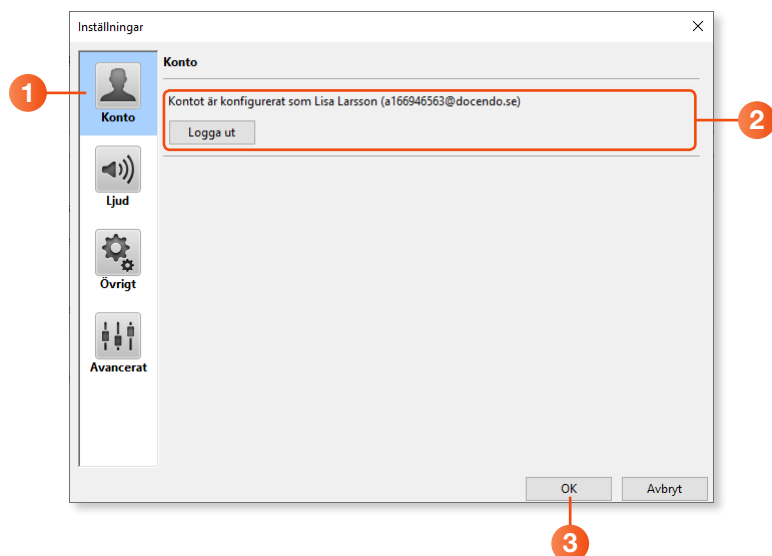 Inställningar
Konto
1
Kontot är konfigurerat som Lisa Larsson (a166946563@docendo.se)
2
Konto
Logga ut
Ljud
Övrigt
Avancerat
OK
Avbryt
3